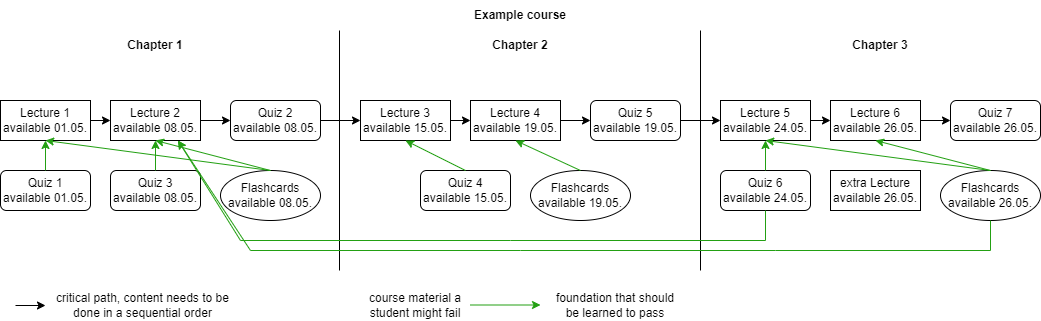 Example course
Chapter 1
Chapter 2
Chapter 3
Lecture 1
available 01.05.
Lecture 2
available 08.05.
Quiz 2
available 08.05.
Lecture 3
available 15.05.
Lecture 4
available 19.05.
Quiz 5
available 19.05.
Lecture 5
available 24.05.
Lecture 6
available 26.05.
Quiz 7
available 26.05.
Quiz 1
available 01.05.
Quiz 3
available 08.05.
Flashcards
available 08.05.
Quiz 4
available 15.05.
Flashcards
available 19.05.
Quiz 6
available 24.05.
extra Lecture
available 26.05.
Flashcards
available 26.05.
critical path, content needs to be
done in a sequential order
course material a
student might fail
foundation that should
be learned to pass